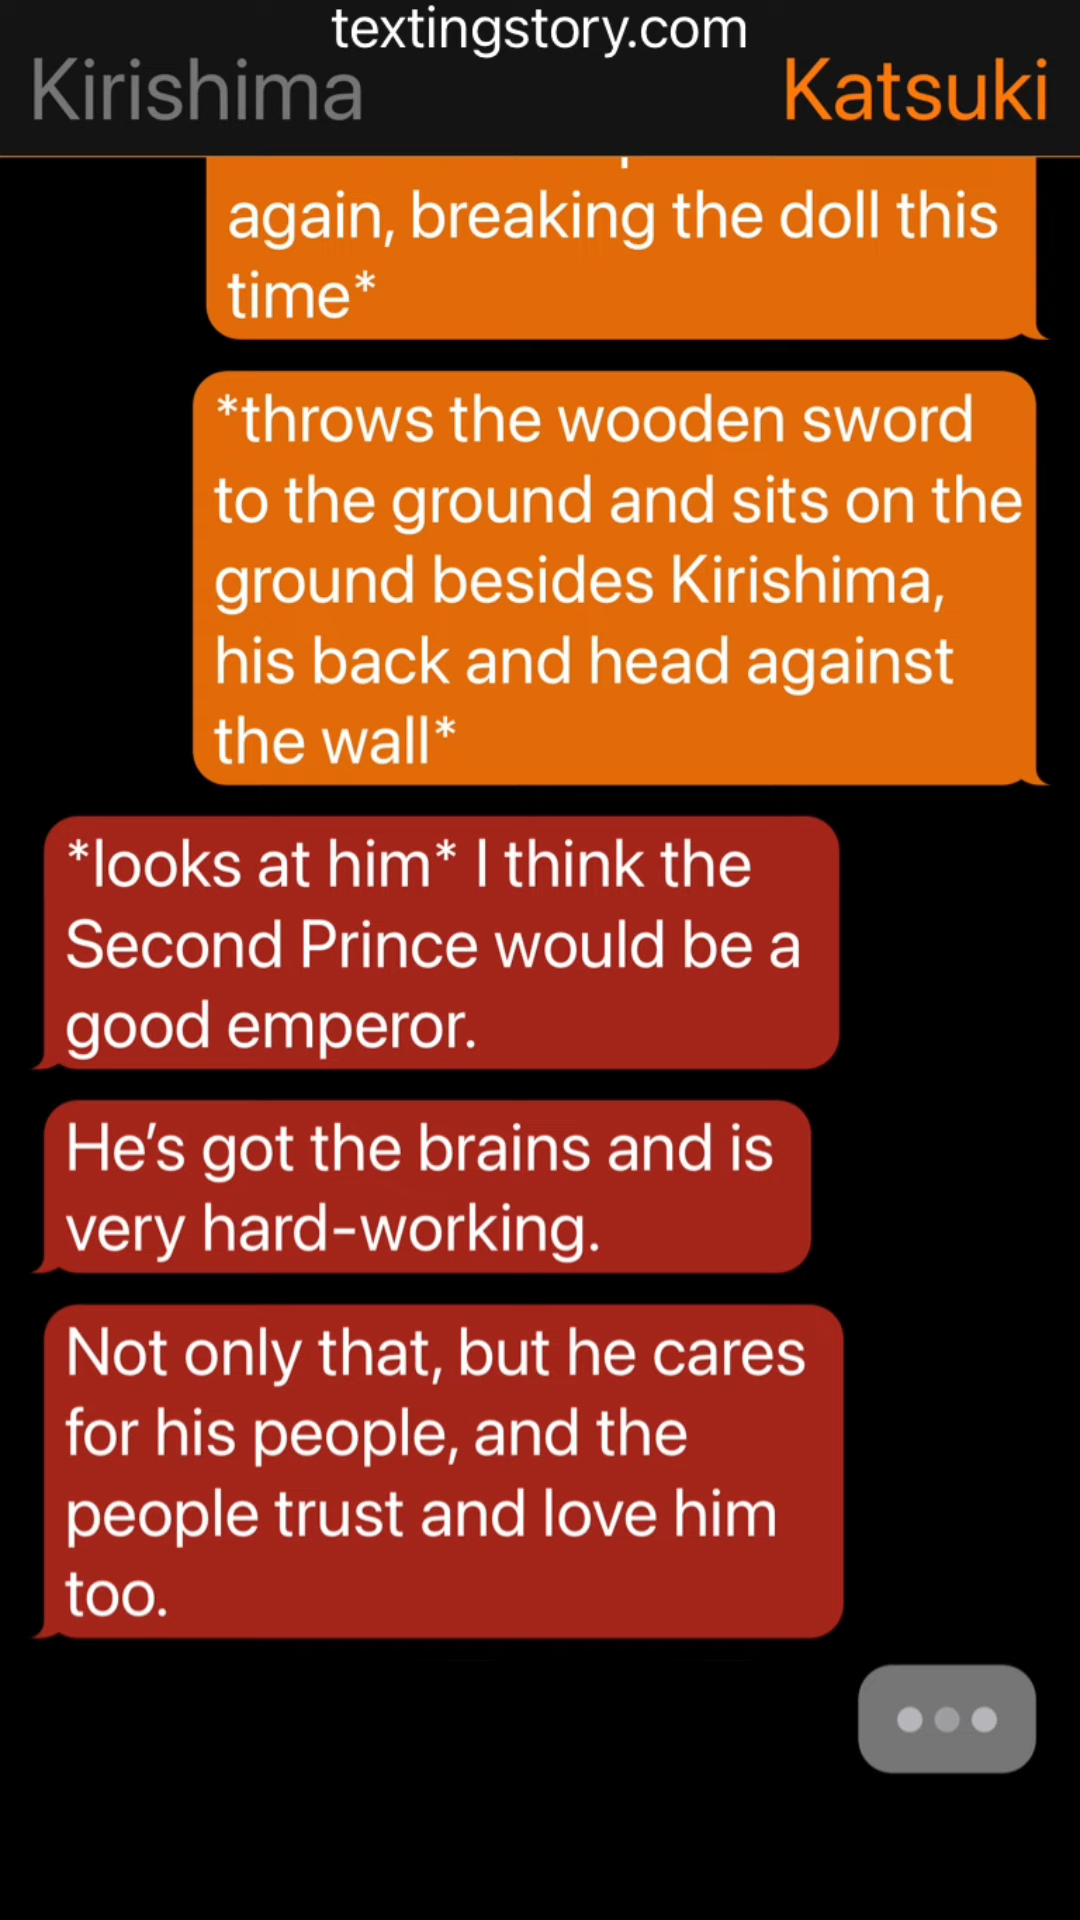 textingstory.com
Kirishima
Katsuki
again, breaking the doll this
time*
*throws the wooden sword
to the ground and sits on the
ground besides Kirishima,
his back and head against
the wall*
*looks at him* I think the
Second Prince would be a
good emperor.
He’s got the brains and is
very hard-working.
Not only that, but he cares
for his people, and the
people trust and love him
too.